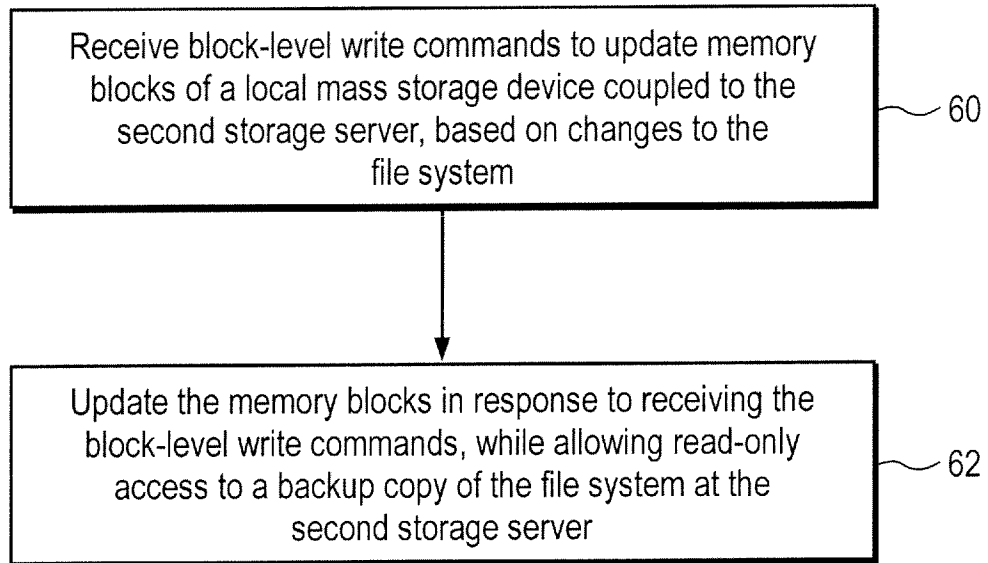 Receive block-level write commands to update memory
blocks of a local mass storage device coupled to the
second storage server, based on changes to the
file system
60
Update the memory blocks in response to receiving the
block-level write commands, while allowing read-only
access to a backup copy of the file system at the
second storage server
62